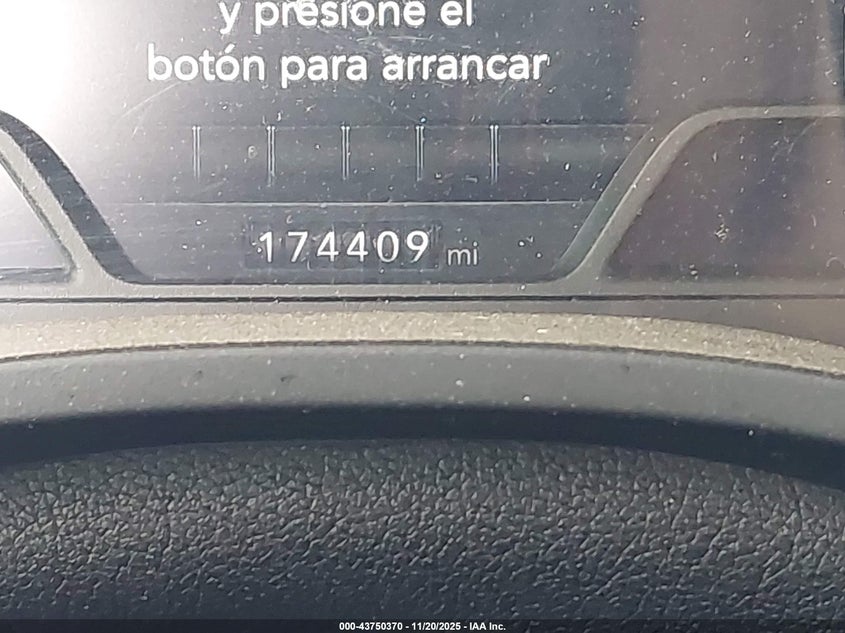 y presione el
botón para arrancar
174409 mi
000-43750370 - 11/20/2025 - IAA Inc.